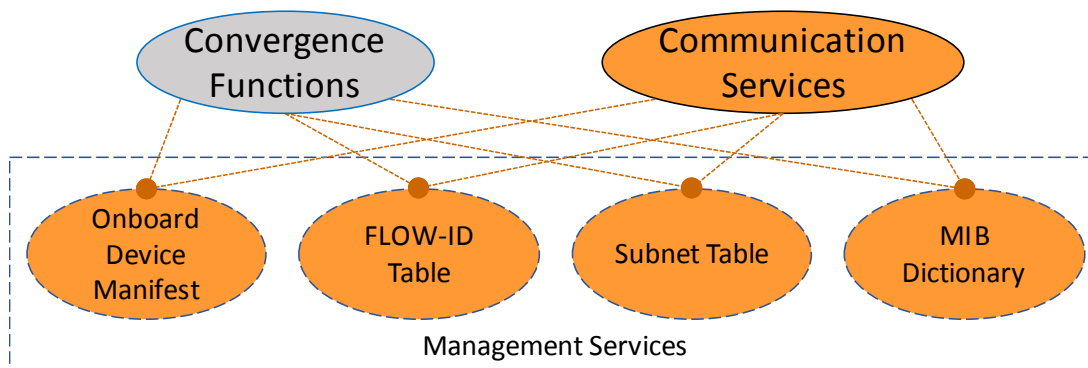 Convergence
Functions
Communication
Services
Onboard
Device
Manifest
FLOW-ID
Table
Subnet Table
MIB
Dictionary
Management Services